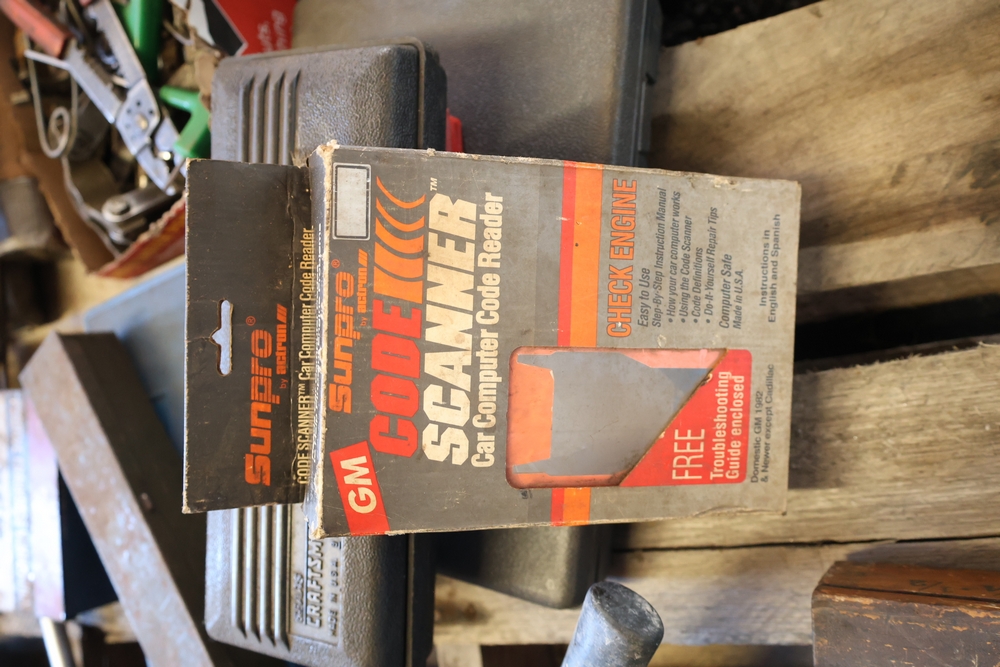 Sunpro®
by actron
CODE SCANNER™ Car Computer Code Reader
Sunpro®
by actron
GM
CODE
SCANNER™
Car Computer Code Reader
CHECK ENGINE
Easy to Use
Step-By-Step Instruction Manual
• How your car computer works
• Using the Code Scanner
• Code Definitions
• Do-It-Yourself Repair Tips
Computer Safe
Made in U.S.A.
Instructions in
English and Spanish
FREE
Troubleshooting
Guide enclosed
Domestic GM 1982
& Newer except Cadillac
CRAFTSM
MADE IN U.S.A.